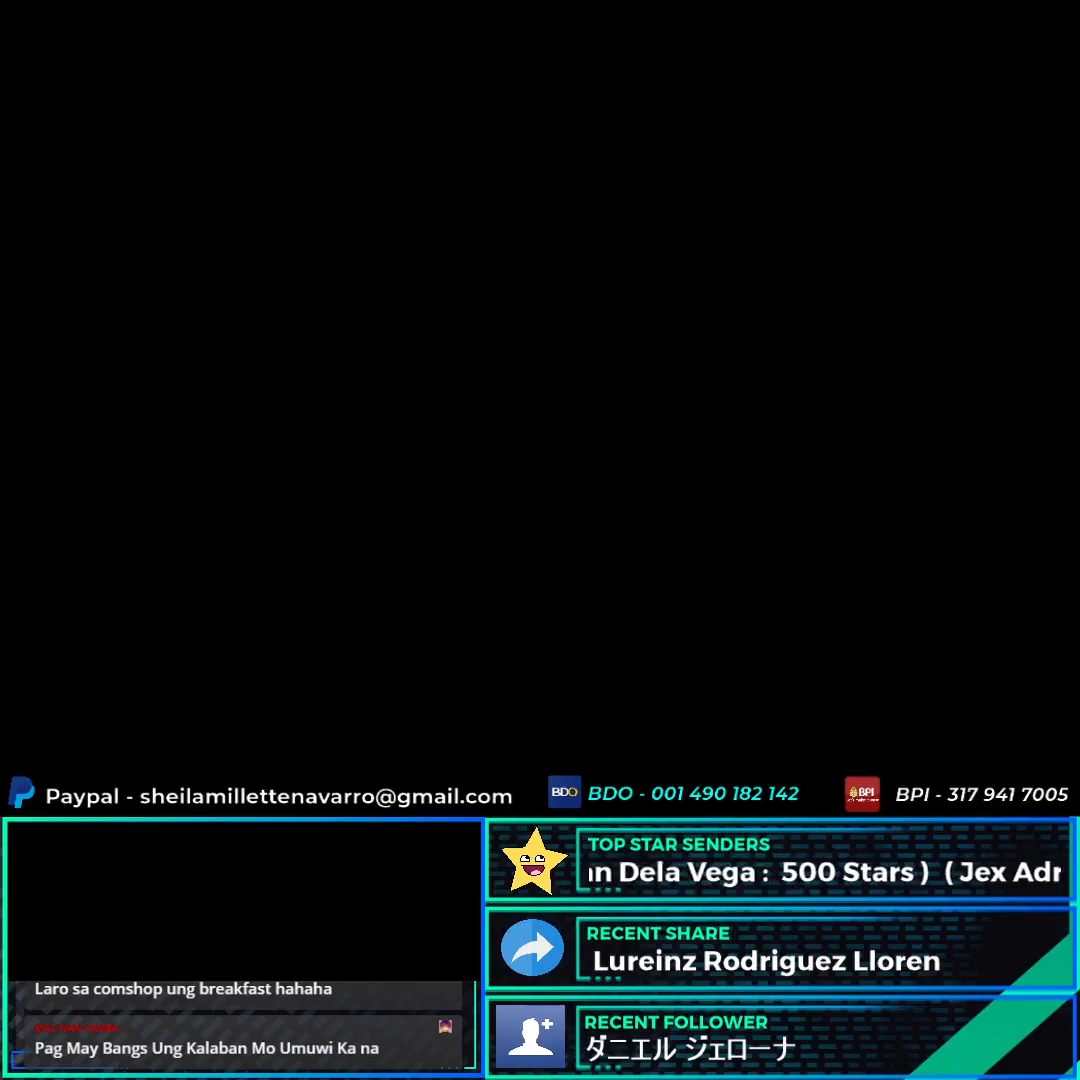 Paypal - sheilamillettenavarro@gmail.com
BDO
BDO - 001 490 182 142
BPI
BPI - 317 941 7005
TOP STAR SENDERS
Dela Vega : 500 Stars ) ( Jex
RECENT SHARE
Lureinz Rodriguez Lloren
RECENT FOLLOWER
ダニエル ジェローナ
Laro sa comshop ung breakfast hahaha
Pag May Bangs Ung Kalaban Mo Umuwi Ka na